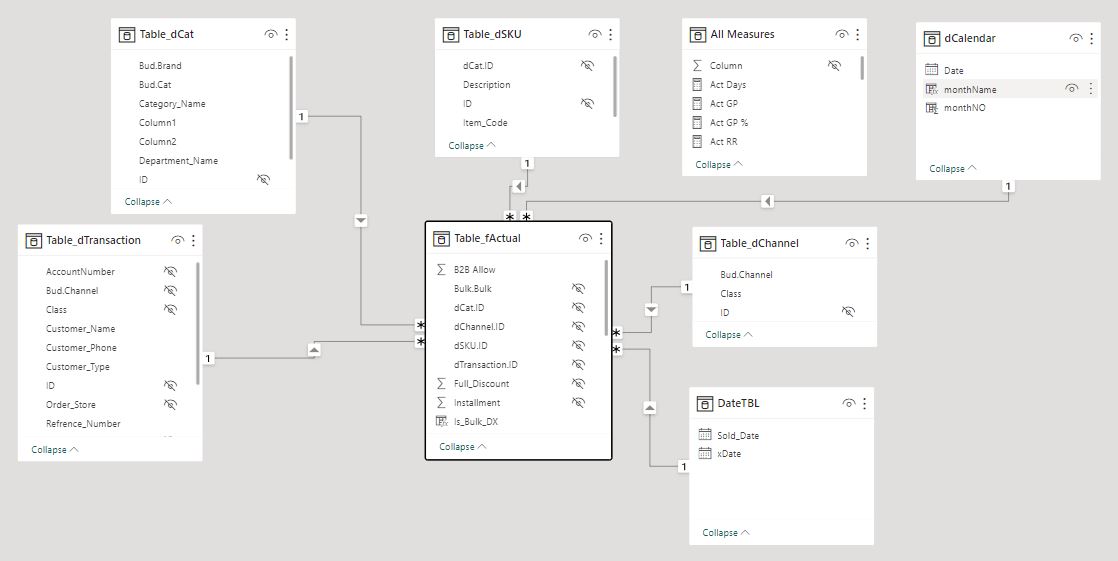 Table_dCat
Bud.Brand
Bud.Cat
Category_Name
Column1
Column2
Department_Name
ID
Collapse
1
Table_dSKU
dCat.ID
Description
ID
Item_Code
Collapse
1
All Measures
Column
Act Days
Act GP
Act GP %
Act RR
Collapse
dCalendar
Date
monthName
monthNO
Collapse
1
Table_dTransaction
AccountNumber
Bud.Channel
Class
Customer_Name
Customer_Phone
Customer_Type
ID
Order_Store
Refrence_Number
Collapse
1
* *
Table_fActual
B2B Allow
Bulk.Bulk
dCat.ID
dChannel.ID
dSKU.ID
dTransaction.ID
Full_Discount
Installment
Is_Bulk_DX
Collapse
*
*
*
*
Table_dChannel
Bud.Channel
Class
ID
Collapse
1
DateTBL
Sold_Date
xDate
Collapse
1